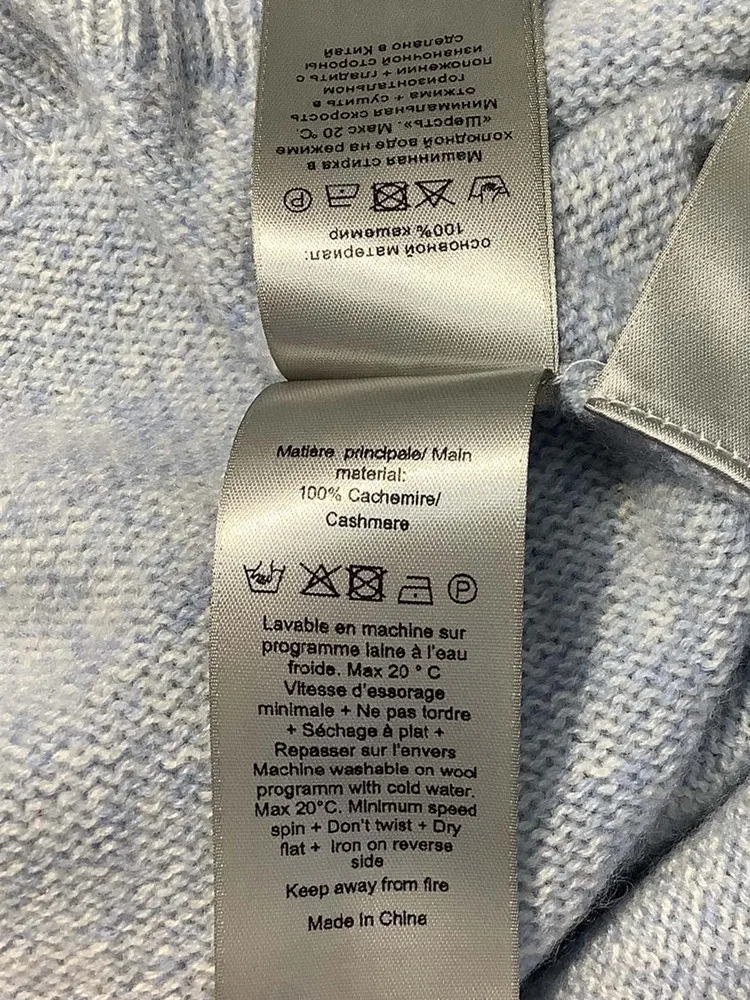 основной материал:
100% кашемир
Машинная стирка в
холодной воде на режиме
«Шерсть». Макс 20 °C.
Минимальная скорость
отжима + сушить в
горизонтальном
положении + гладить с
изнаночной стороны
сделано в Китай
Matière principale/ Main
material:
100% Cachemire/
Cashmere
Lavable en machine sur
programme laine à l'eau
froide. Max 20 ° C
Vitesse d'essorage
minimale + Ne pas tordre
+ Séchage à plat +
Repasser sur l'envers
Machine washable on wool
programm with cold water.
Max 20°C. Minimum speed
spin + Don't twist + Dry
flat + Iron on reverse
side
Keep away from fire
Made In China